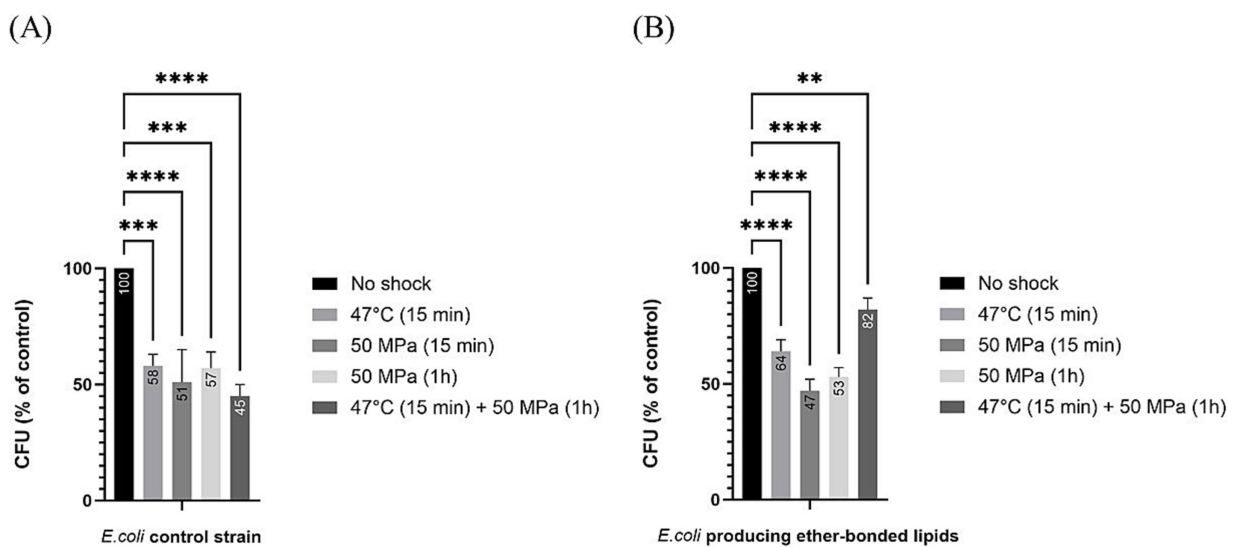 (A)
****
***
****
***
100
50
0
CFU (% of control)
100
58
51
57
45
E.coli control strain
No shock
47°C (15 min)
50 MPa (15 min)
50 MPa (1h)
47°C (15 min) + 50 MPa (1h)
(B)
**
****
****
****
100
50
0
CFU (% of control)
100
64
47
53
82
E.coli producing ether-bonded lipids
No shock
47°C (15 min)
50 MPa (15 min)
50 MPa (1h)
47°C (15 min) + 50 MPa (1h)